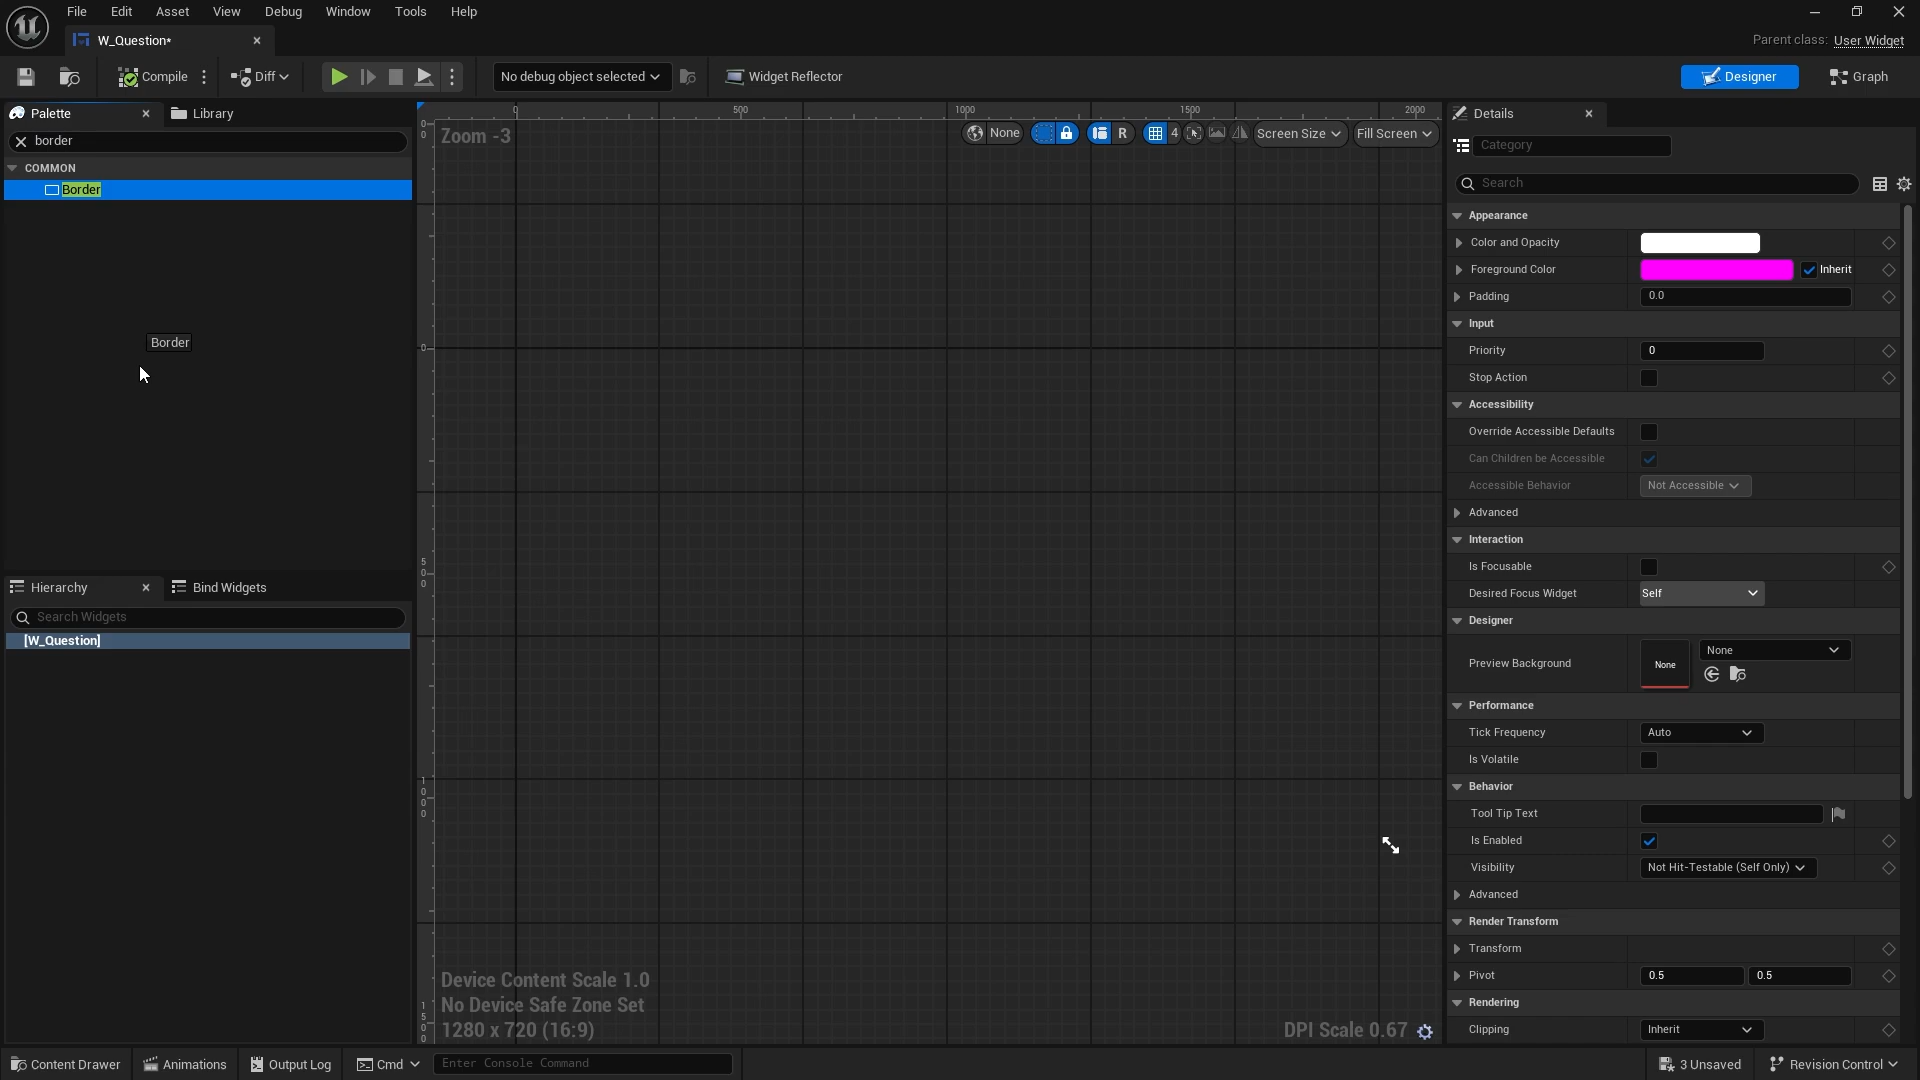 File Edit Asset View Debug Window Tools Help
W_Question*
Parent class: User Widget
Compile Diff No debug object selected Widget Reflector Designer Graph
Palette Library
border
COMMON
Border
Border
Hierarchy Bind Widgets
Search Widgets
[W_Question]
0 500 1000 1500 2000
Zoom -3
None R 4 Screen Size Fill Screen
0
0
0
500
1000
1500
Device Content Scale 1.0
No Device Safe Zone Set
1280 x 720 (16:9)
DPI Scale 0.67
Details
Category
Search
Appearance
Color and Opacity
Foreground Color Inherit
Padding 0.0
Input
Priority 0
Stop Action
Accessibility
Override Accessible Defaults
Can Children be Accessible
Accessible Behavior Not Accessible
Advanced
Interaction
Is Focusable
Desired Focus Widget Self
Designer
Preview Background None None
Performance
Tick Frequency Auto
Is Volatile
Behavior
Tool Tip Text
Is Enabled
Visibility Not Hit-Testable (Self Only)
Advanced
Render Transform
Transform
Pivot 0.5 0.5
Rendering
Clipping Inherit
Content Drawer Animations Output Log Cmd Enter Console Command 3 Unsaved Revision Control